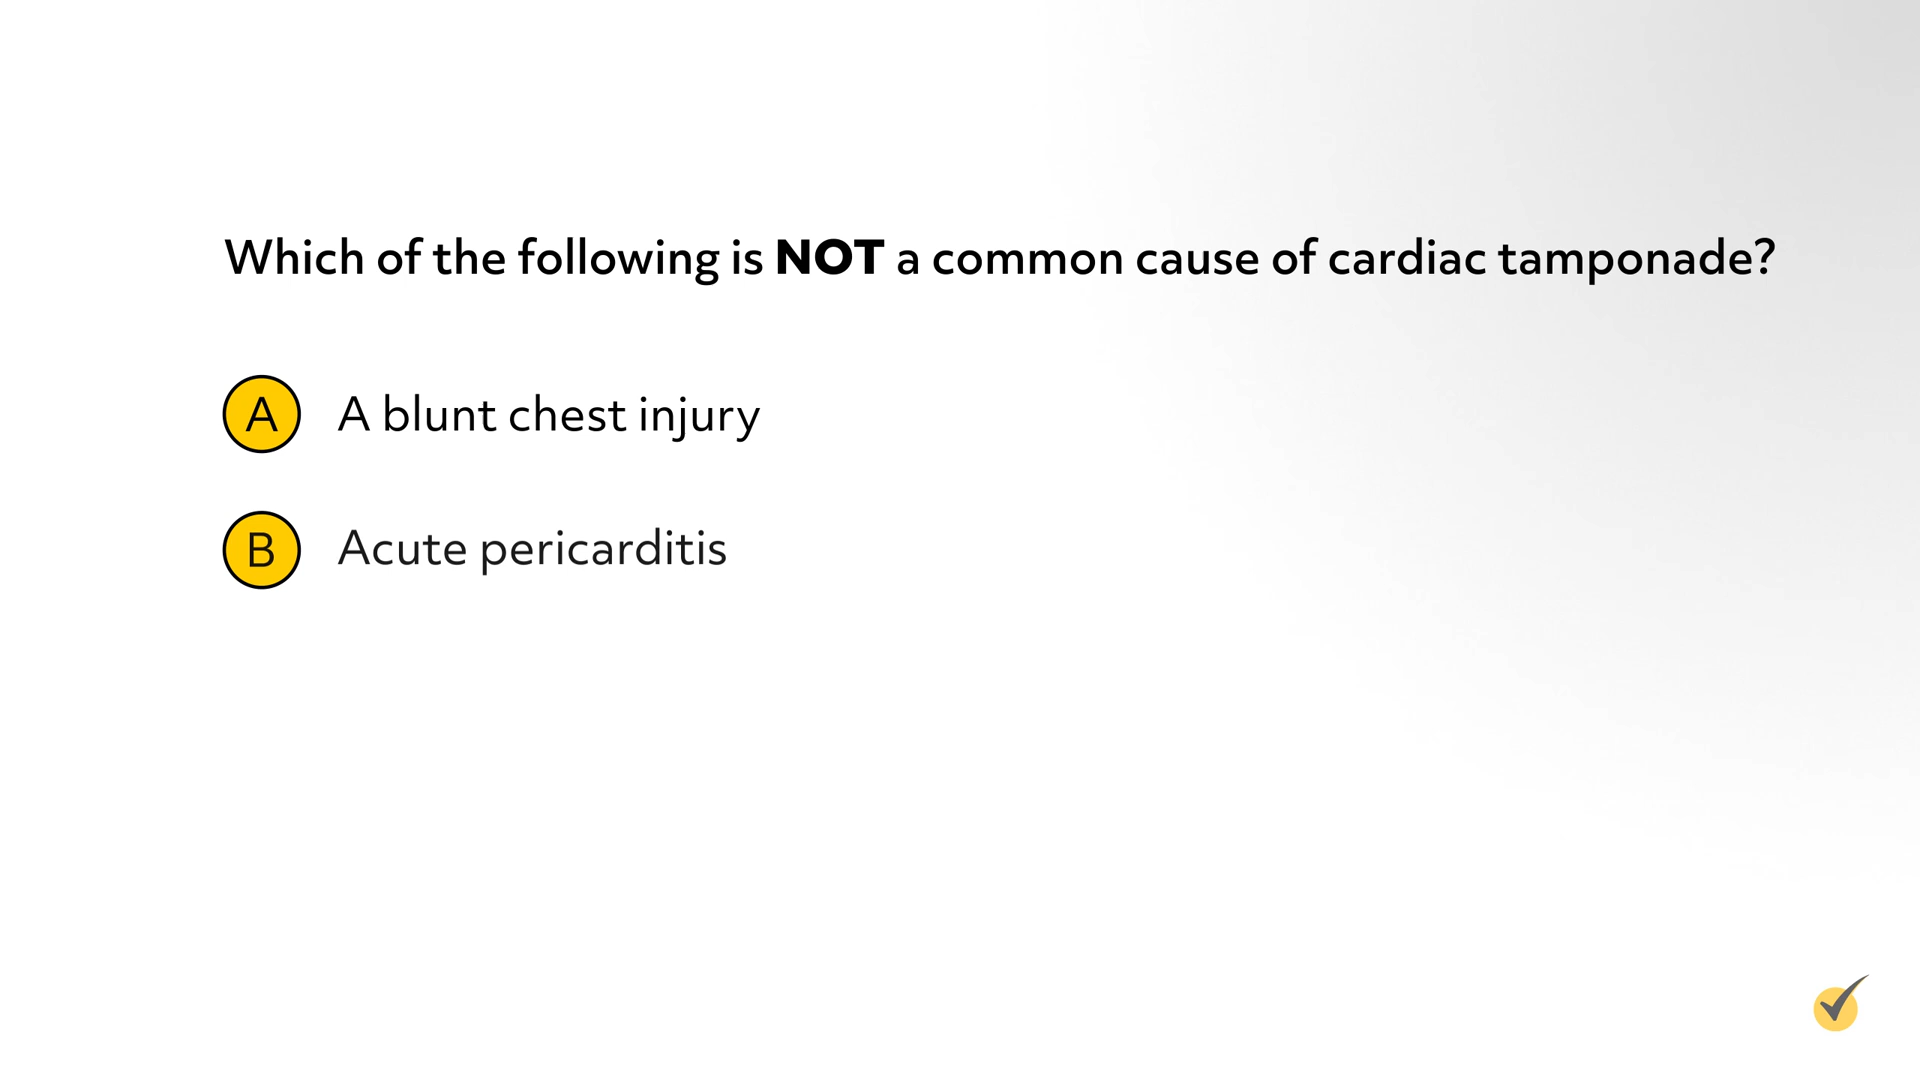 Which of the following is NOT a common cause of cardiac tamponade?
A A blunt chest injury
B Acute pericarditis